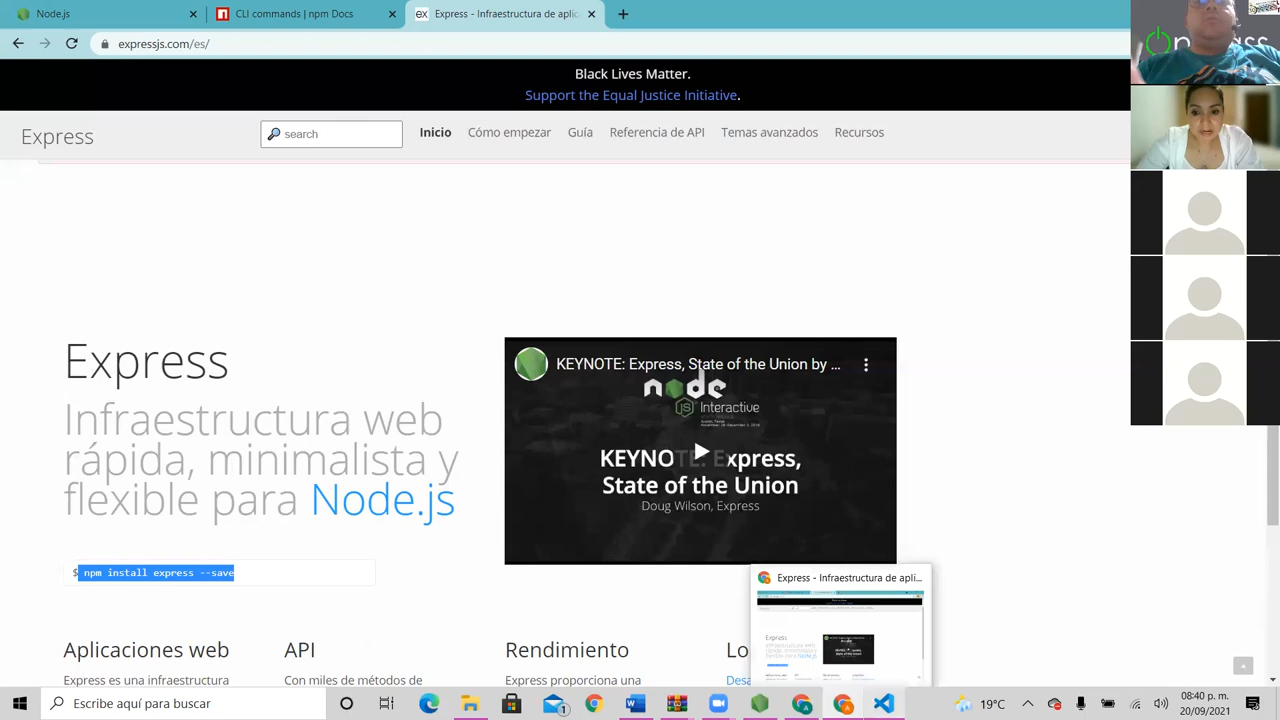 Node.js
CLI commands | npm Docs
Express - Infraestructura de aplic
expressjs.com/es/
Black Lives Matter.
Support the Equal Justice Initiative.
Express
search
Inicio
Cómo empezar
Guía
Referencia de API
Temas avanzados
Recursos
Express
Infraestructura web
rápida, minimalista y
flexible para Node.js
$ npm install express --save
KEYNOTE: Express, State of the Union by ...
node
JS Interactive
KEYNOTE: Express,
State of the Union
Doug Wilson, Express
Express - Infraestructura de apli...
Aplicaciones web
API
Rendimiento
Lo
Express es una infraestructura
Con miles de métodos de
Express proporciona una
Desa
Escribe aquí para buscar
1
19°C
08:40 p. m.
20/09/2021